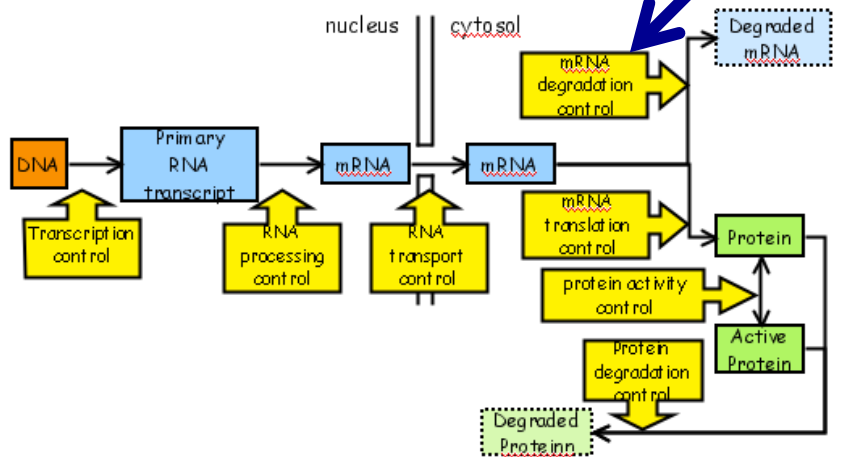 nucleus
cytosol
Degraded
mRNA
mRNA
degradation
control
DNA
Primary
RNA
transcript
mRNA
mRNA
Transcription
control
RNA
processing
control
RNA
transport
control
mRNA
translation
control
Protein
protein activity
control
Active
Protein
Protein
degradation
control
Degraded
Proteinn